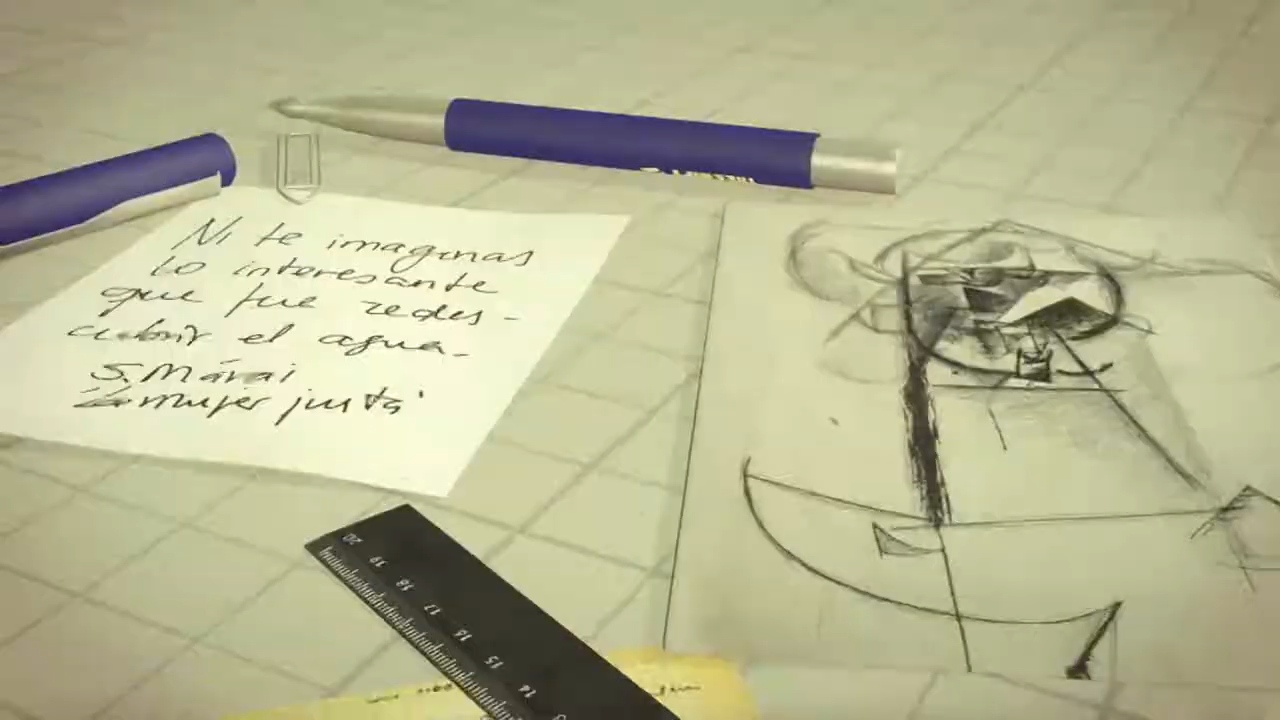 Ni te imaginas
lo interesante
que fue redes-
cubrir el agua.
S. Márai
La mujer justa
20 19 18 17 16 15 14